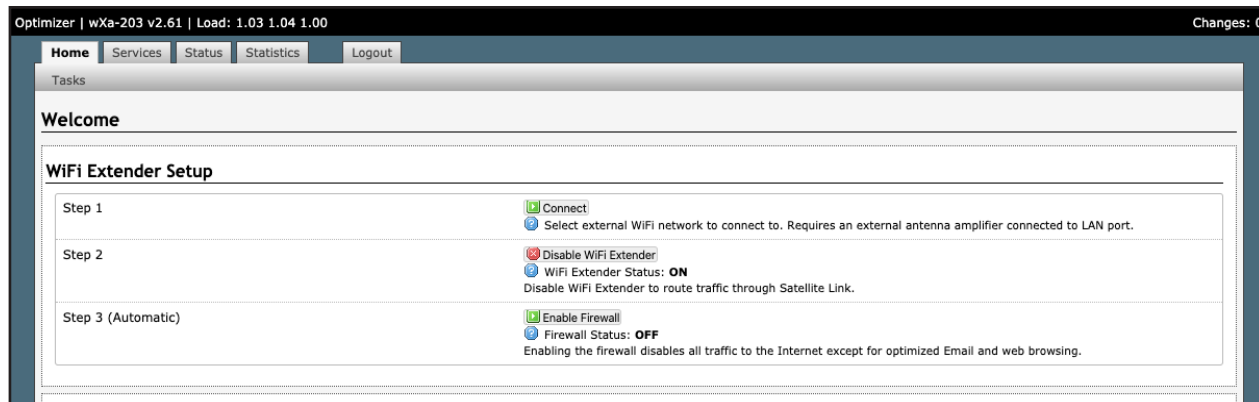 Optimizer | wXa-203 v2.61 | Load: 1.03 1.04 1.00 Changes: 0
Home Services Status Statistics Logout
Tasks
Welcome
WiFi Extender Setup
Step 1 Connect
Select external WiFi network to connect to. Requires an external antenna amplifier connected to LAN port.
Step 2 Disable WiFi Extender
WiFi Extender Status: ON
Disable WiFi Extender to route traffic through Satellite Link.
Step 3 (Automatic) Enable Firewall
Firewall Status: OFF
Enabling the firewall disables all traffic to the Internet except for optimized Email and web browsing.